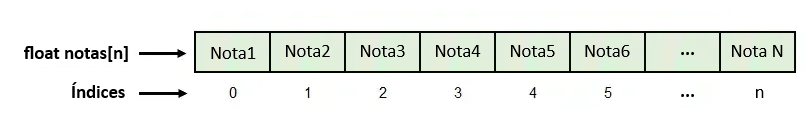 float notas[n] Nota1 Nota2 Nota3 Nota4 Nota5 Nota6 ... Nota N
Índices 0 1 2 3 4 5 ... n